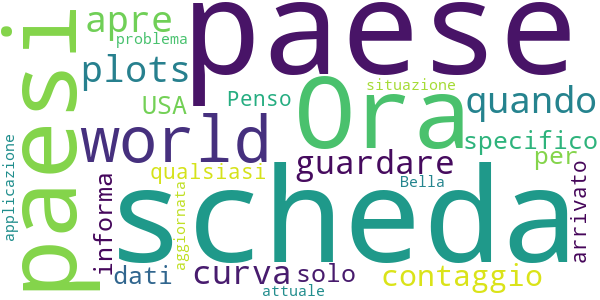 paese
paesi
apre
problema
plots
USA
Penso
Ora
situazione
quando
world
specifico
guardare
per
qualsiasi
scheda
Bella
applicazione
informa
aggiornata
arrivato
dati
curva
solo
contaggio
attuale